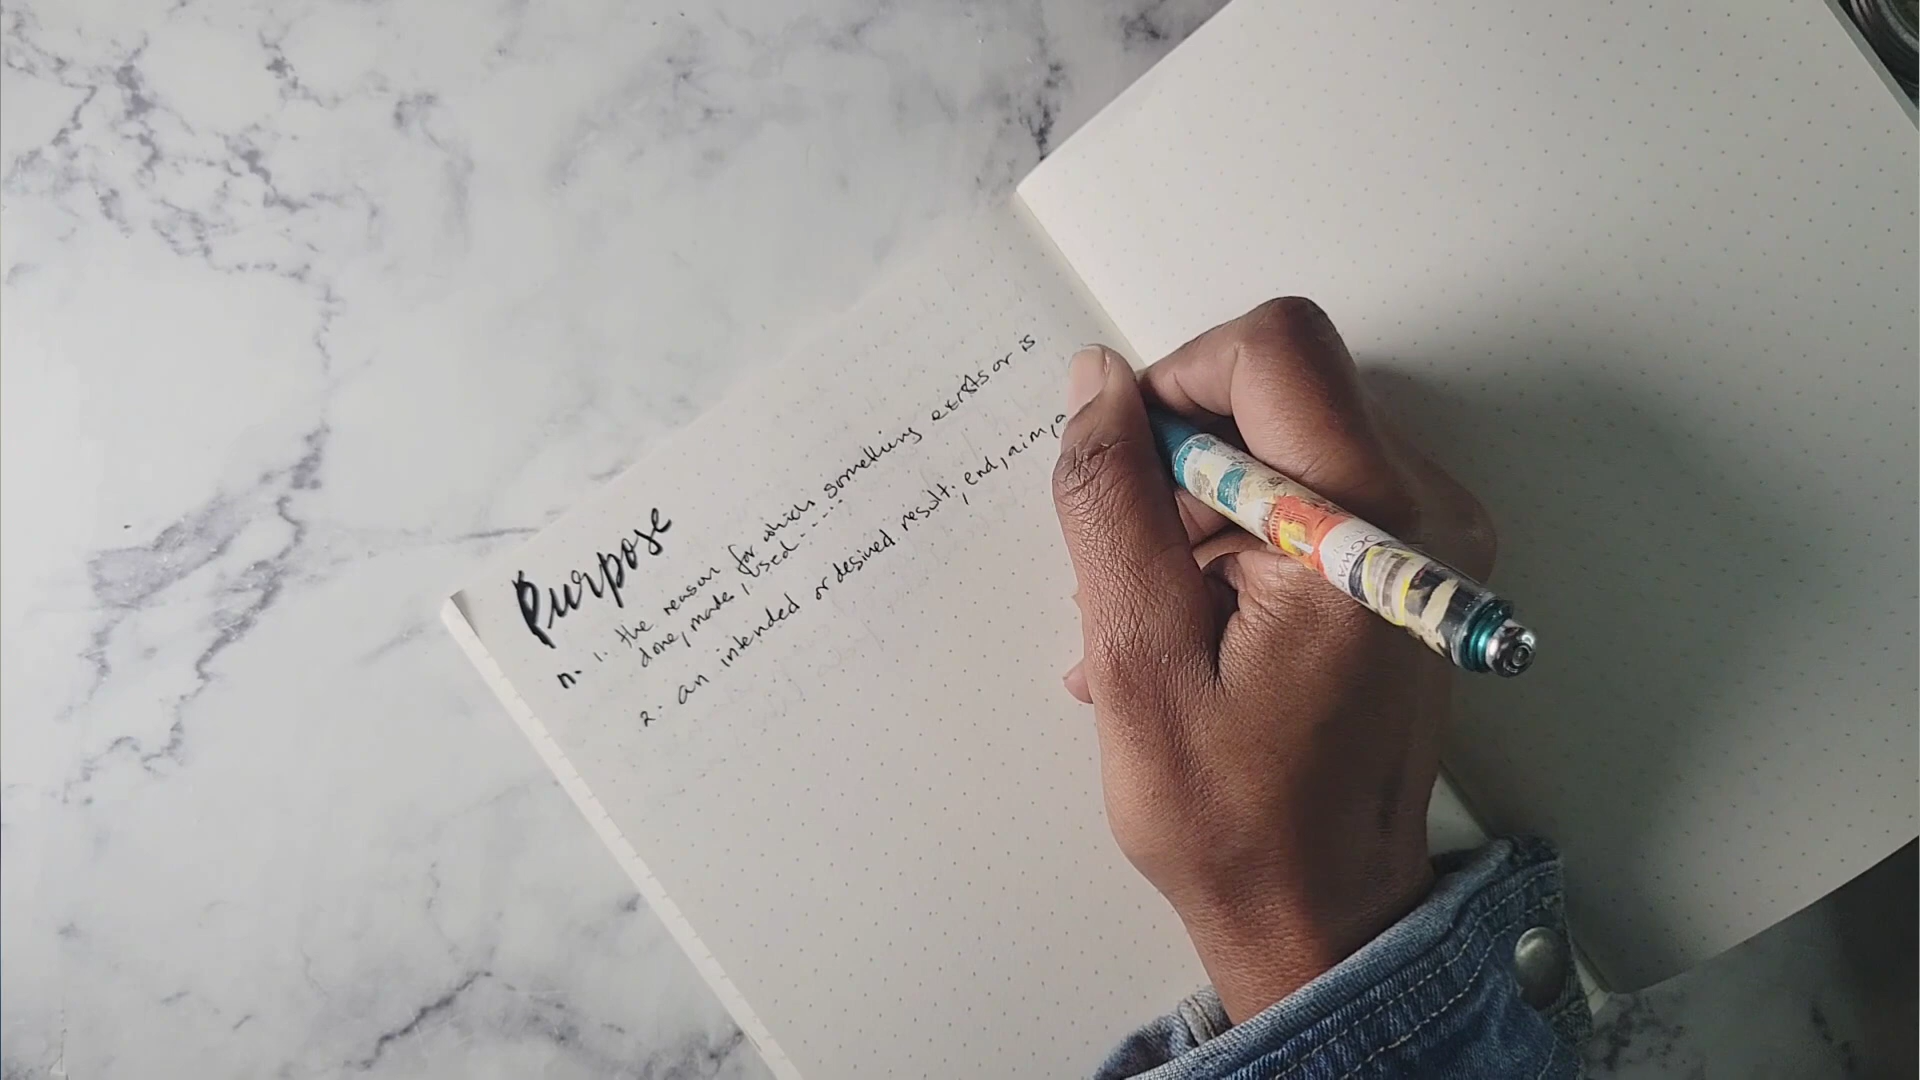 Purpose
n. 1. the reason for which something exists or is
done, made, used.....
2. an intended or desired result; end, aim,